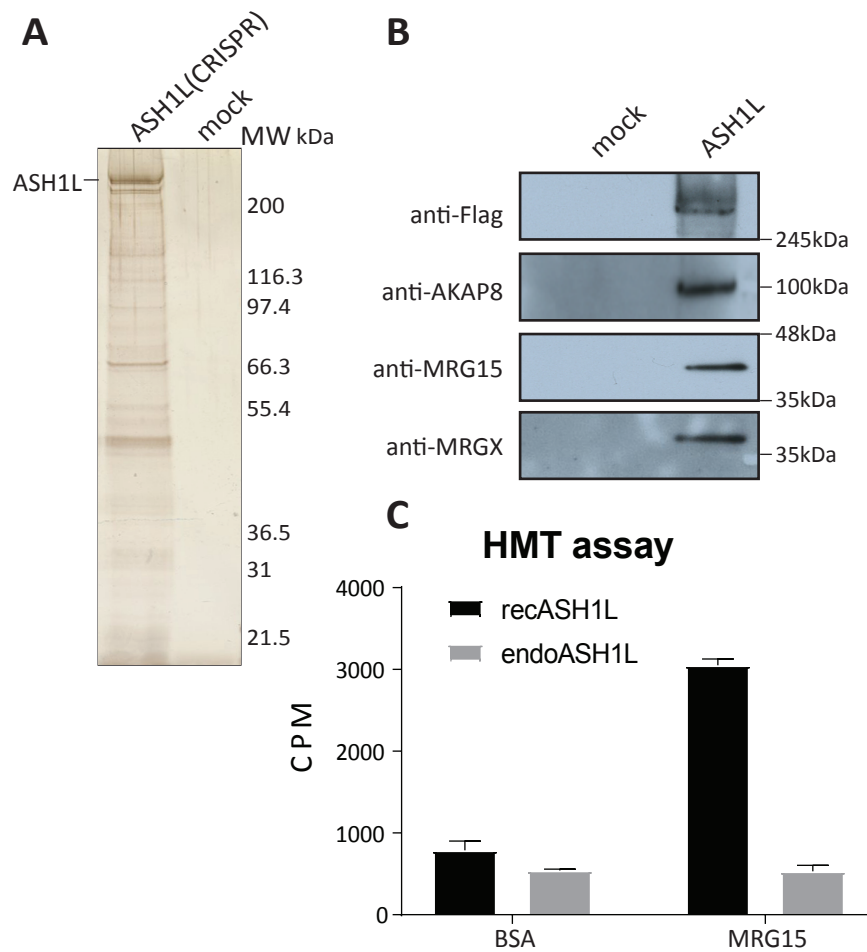 A
ASH1L(CRISPR)
mock
MW kDa
ASH1L
200
116.3
97.4
66.3
55.4
36.5
31
21.5
B
mock
ASH1L
anti-Flag
245kDa
anti-AKAP8
100kDa
anti-MRG15
48kDa
35kDa
anti-MRGX
35kDa
C
HMT assay
recASH1L
endoASH1L
CPM
4000
3000
2000
1000
0
BSA
MRG15